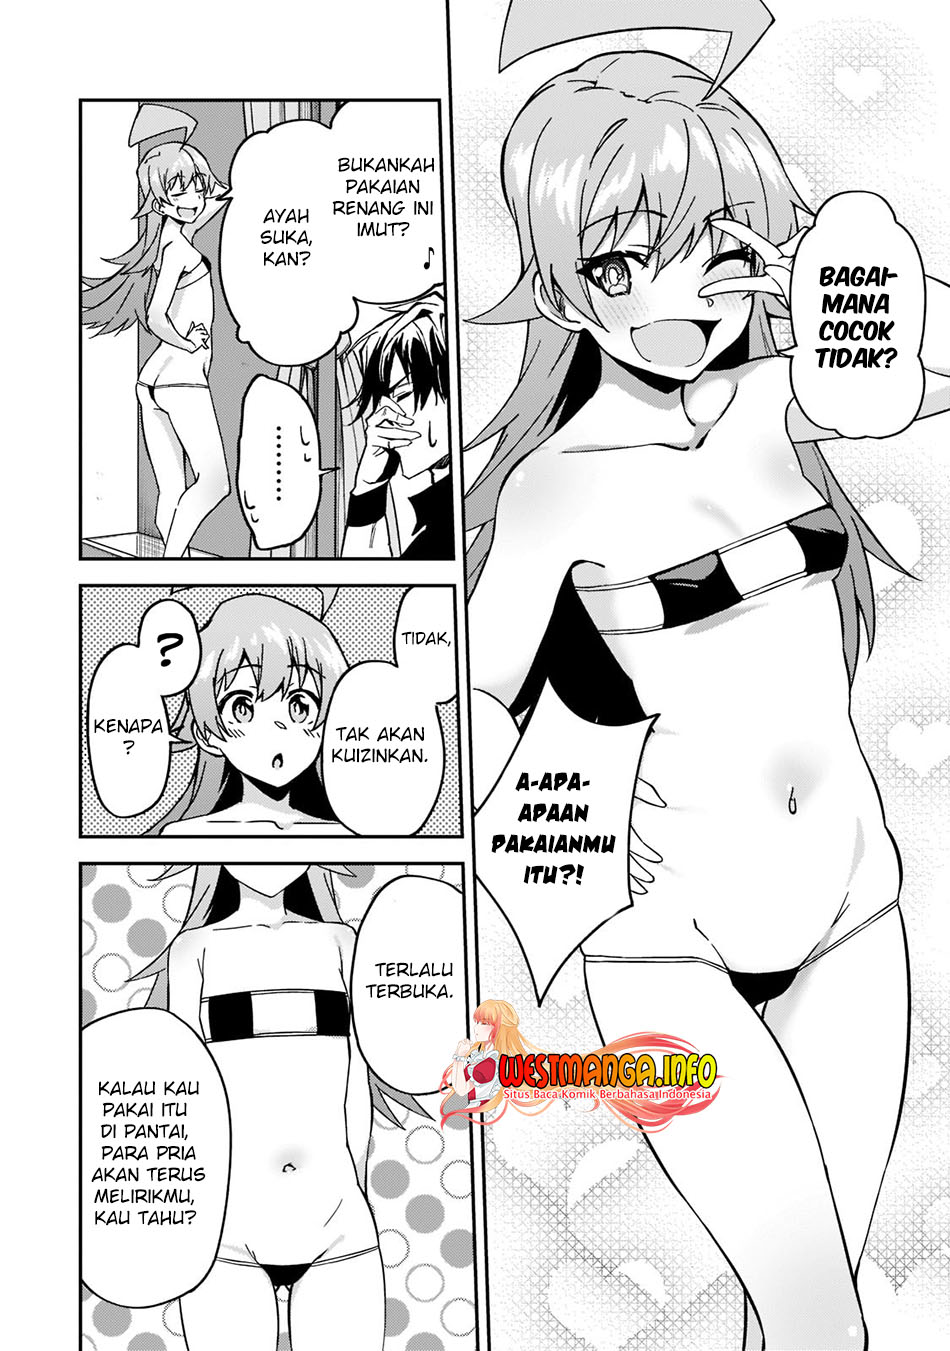 BAGAI-
MANA
COCOK
TIDAK?
A-APA-
APAAN
PAKAIANMU
ITU?!
BUKANKAH
PAKAIAN
RENANG INI
IMUT?
♪
AYAH
SUKA,
KAN?
.........
TIDAK,
TAK AKAN
KUIZINKAN.
?
KENAPA
?
TERLALU
TERBUKA.
KALAU KAU
PAKAI ITU
DI PANTAI,
PARA PRIA
AKAN TERUS
MELIRIKMU,
KAU TAHU?
WESTMANGA.INFO
Situs Baca Komik Berbahasa Indonesia